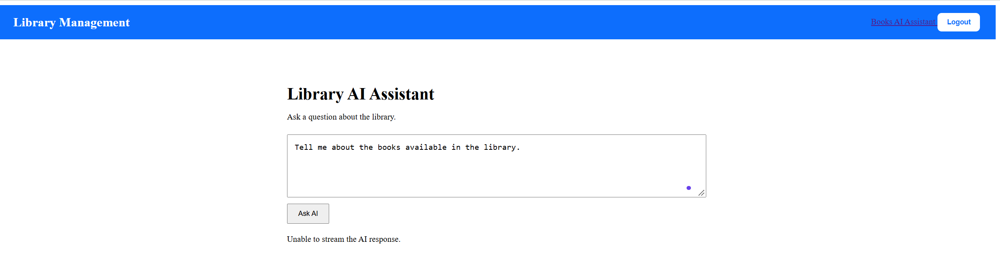 Library Management
Books AI Assistant
Logout
Library AI Assistant
Ask a question about the library.
Tell me about the books available in the library.
Ask AI
Unable to stream the AI response.